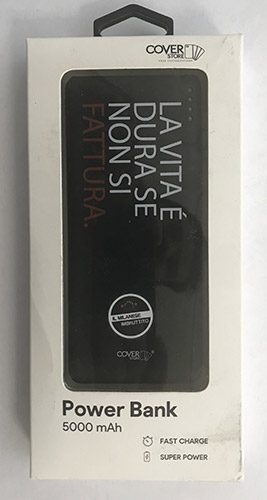 COVER
STORE
LA VITA É
DURA SE
NON SI
FATTURA.
IL MILANESE
IMBRUTTITO
COVER
STORE
Power Bank
5000 mAh
FAST CHARGE
SUPER POWER